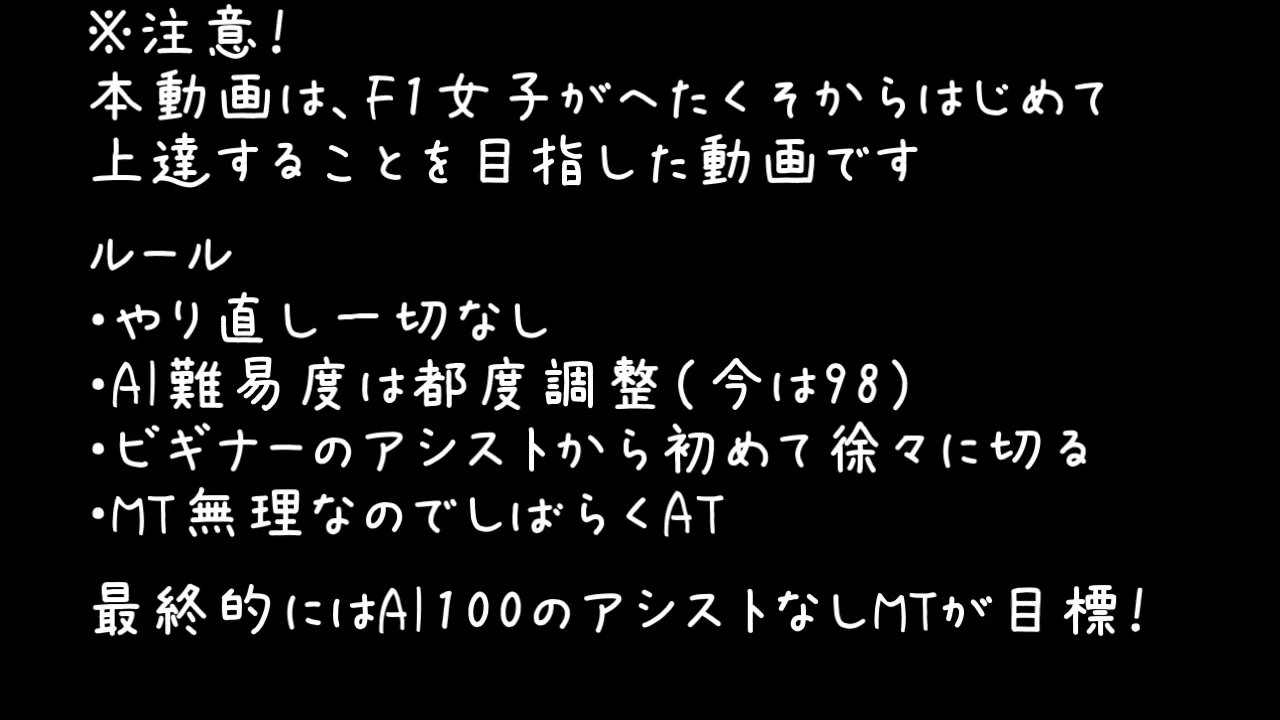 ※注意!
本動画は、F1女子がへたくそからはじめて
上達することを目指した動画です
ルール
・やり直し一切なし
・AI難易度は都度調整(今は98)
・ビギナーのアシストから初めて徐々に切る
・MT無理なのでしばらくAT
最終的にはAI100のアシストなしMTが目標!